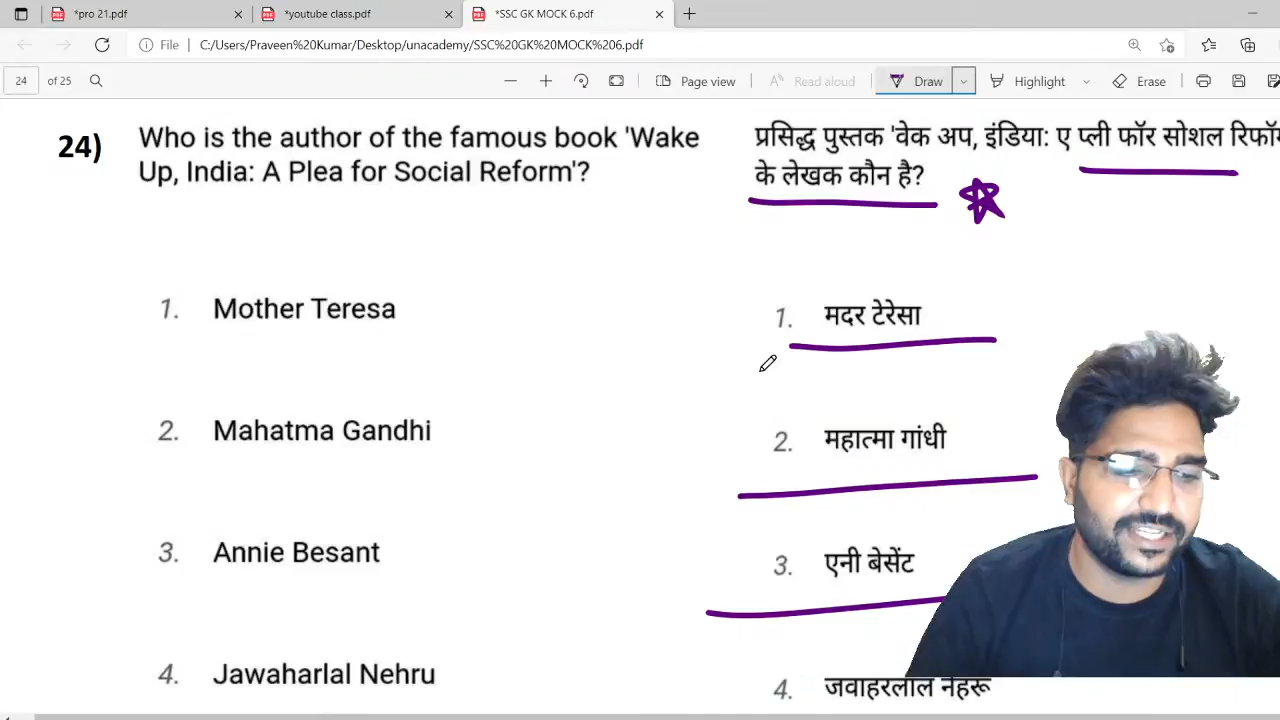 *pro 21.pdf
*youtube class.pdf
*SSC GK MOCK 6.pdf
File
C:/Users/Praveen%20Kumar/Desktop/unacademy/SSC%20GK%20MOCK%206.pdf
24 of 25
Page view
Read aloud
Draw
Highlight
Erase
24) Who is the author of the famous book 'Wake
Up, India: A Plea for Social Reform'?
प्रसिद्ध पुस्तक 'वेक अप, इंडिया: ए प्ली फॉर सोशल
के लेखक कौन है?
1. Mother Teresa
2. Mahatma Gandhi
3. Annie Besant
4. Jawaharlal Nehru
1. मदर टेरेसा
2. महात्मा गांधी
3. एनी बेसेंट
4. जवाहरलाल नेहरू